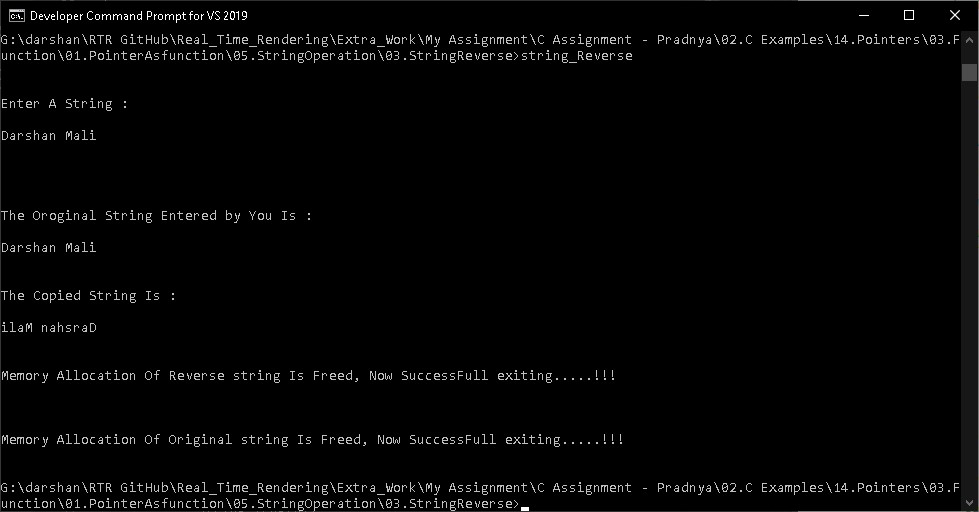 Developer Command Prompt for VS 2019
G:\darshan\RTR GitHub\Real_Time_Rendering\Extra_Work\My Assignment\C Assignment - Pradnya\02.C Examples\14.Pointers\03.F
unction\01.PointerAsfunction\05.StringOperation\03.StringReverse>string_Reverse
Enter A String :
Darshan Mali
The Oroginal String Entered by You Is :
Darshan Mali
The Copied String Is :
ilaM nahsraD
Memory Allocation Of Reverse string Is Freed, Now SuccessFull exiting.....!!!
Memory Allocation Of Original string Is Freed, Now SuccessFull exiting.....!!!
G:\darshan\RTR GitHub\Real_Time_Rendering\Extra_Work\My Assignment\C Assignment - Pradnya\02.C Examples\14.Pointers\03.F
unction\01.PointerAsfunction\05.StringOperation\03.StringReverse>